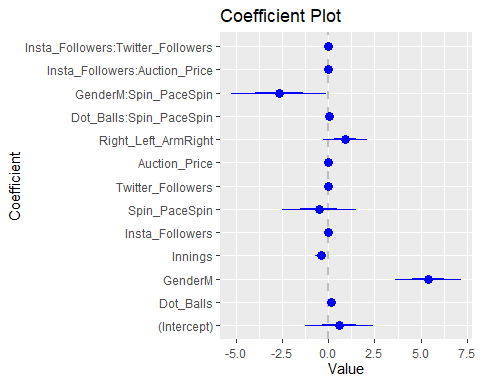 Coefficient Plot
Insta_Followers:Twitter_Followers
Insta_Followers:Auction_Price
GenderM:Spin_PaceSpin
Dot_Balls:Spin_PaceSpin
Right_Left_ArmRight
Auction_Price
Twitter_Followers
Spin_PaceSpin
Insta_Followers
Innings
GenderM
Dot_Balls
(Intercept)
Coefficient
-5.0 -2.5 0.0 2.5 5.0 7.5
Value